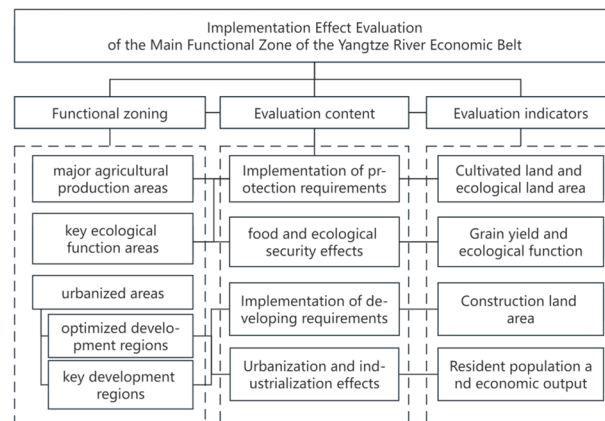 Implementation Effect Evaluation
of the Main Functional Zone of the Yangtze River Economic Belt
Functional zoning
Evaluation content
Evaluation indicators
major agricultural
production areas
Implementation of pr-
otection requirements
Cultivated land and
ecological land area
key ecological
function areas
food and ecological
security effects
Grain yield and
ecological function
urbanized areas
optimized develo-
pment regions
key development
regions
Implementation of de-
veloping requirements
Construction land
area
Urbanization and ind-
ustrialization effects
Resident population a
nd economic output